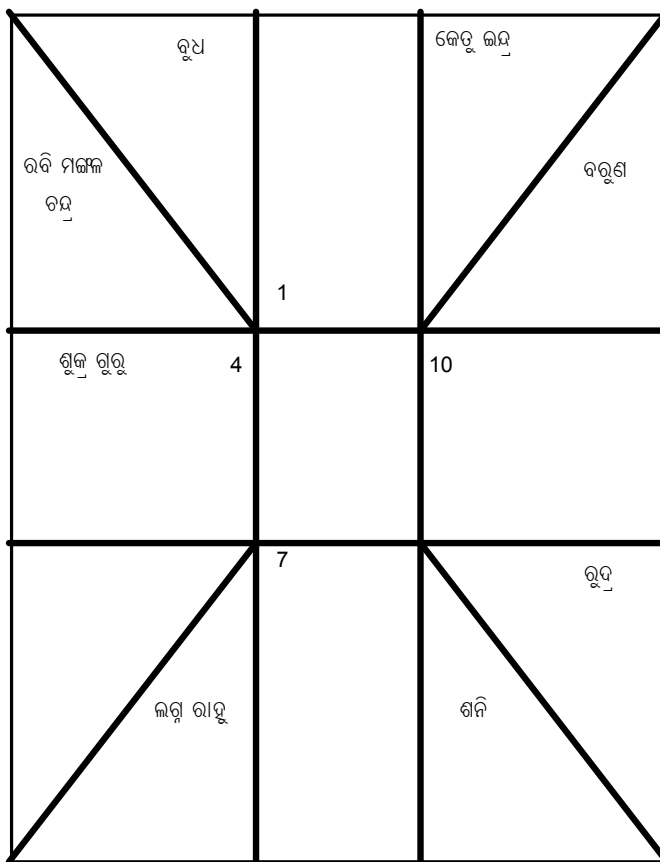 ବୁଧ
କେତୁ ଇନ୍ଦ୍ର
ରବି ମଙ୍ଗଳ
ଚନ୍ଦ୍ର
ବରୁଣ
1
ଶୁକ୍ର ଗୁରୁ
4
10
7
ରୁଦ୍ର
ଲଗ୍ନ ରାହୁ
ଶନି